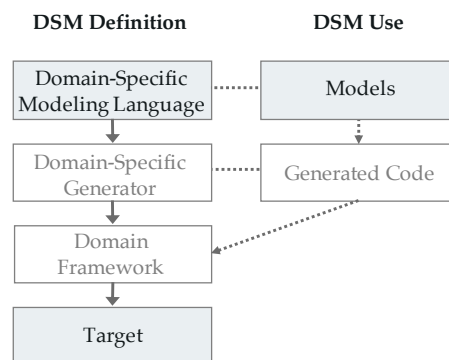 DSM Definition
DSM Use
Domain-Specific
Modeling Language
Models
Domain-Specific
Generator
Generated Code
Domain
Framework
Target